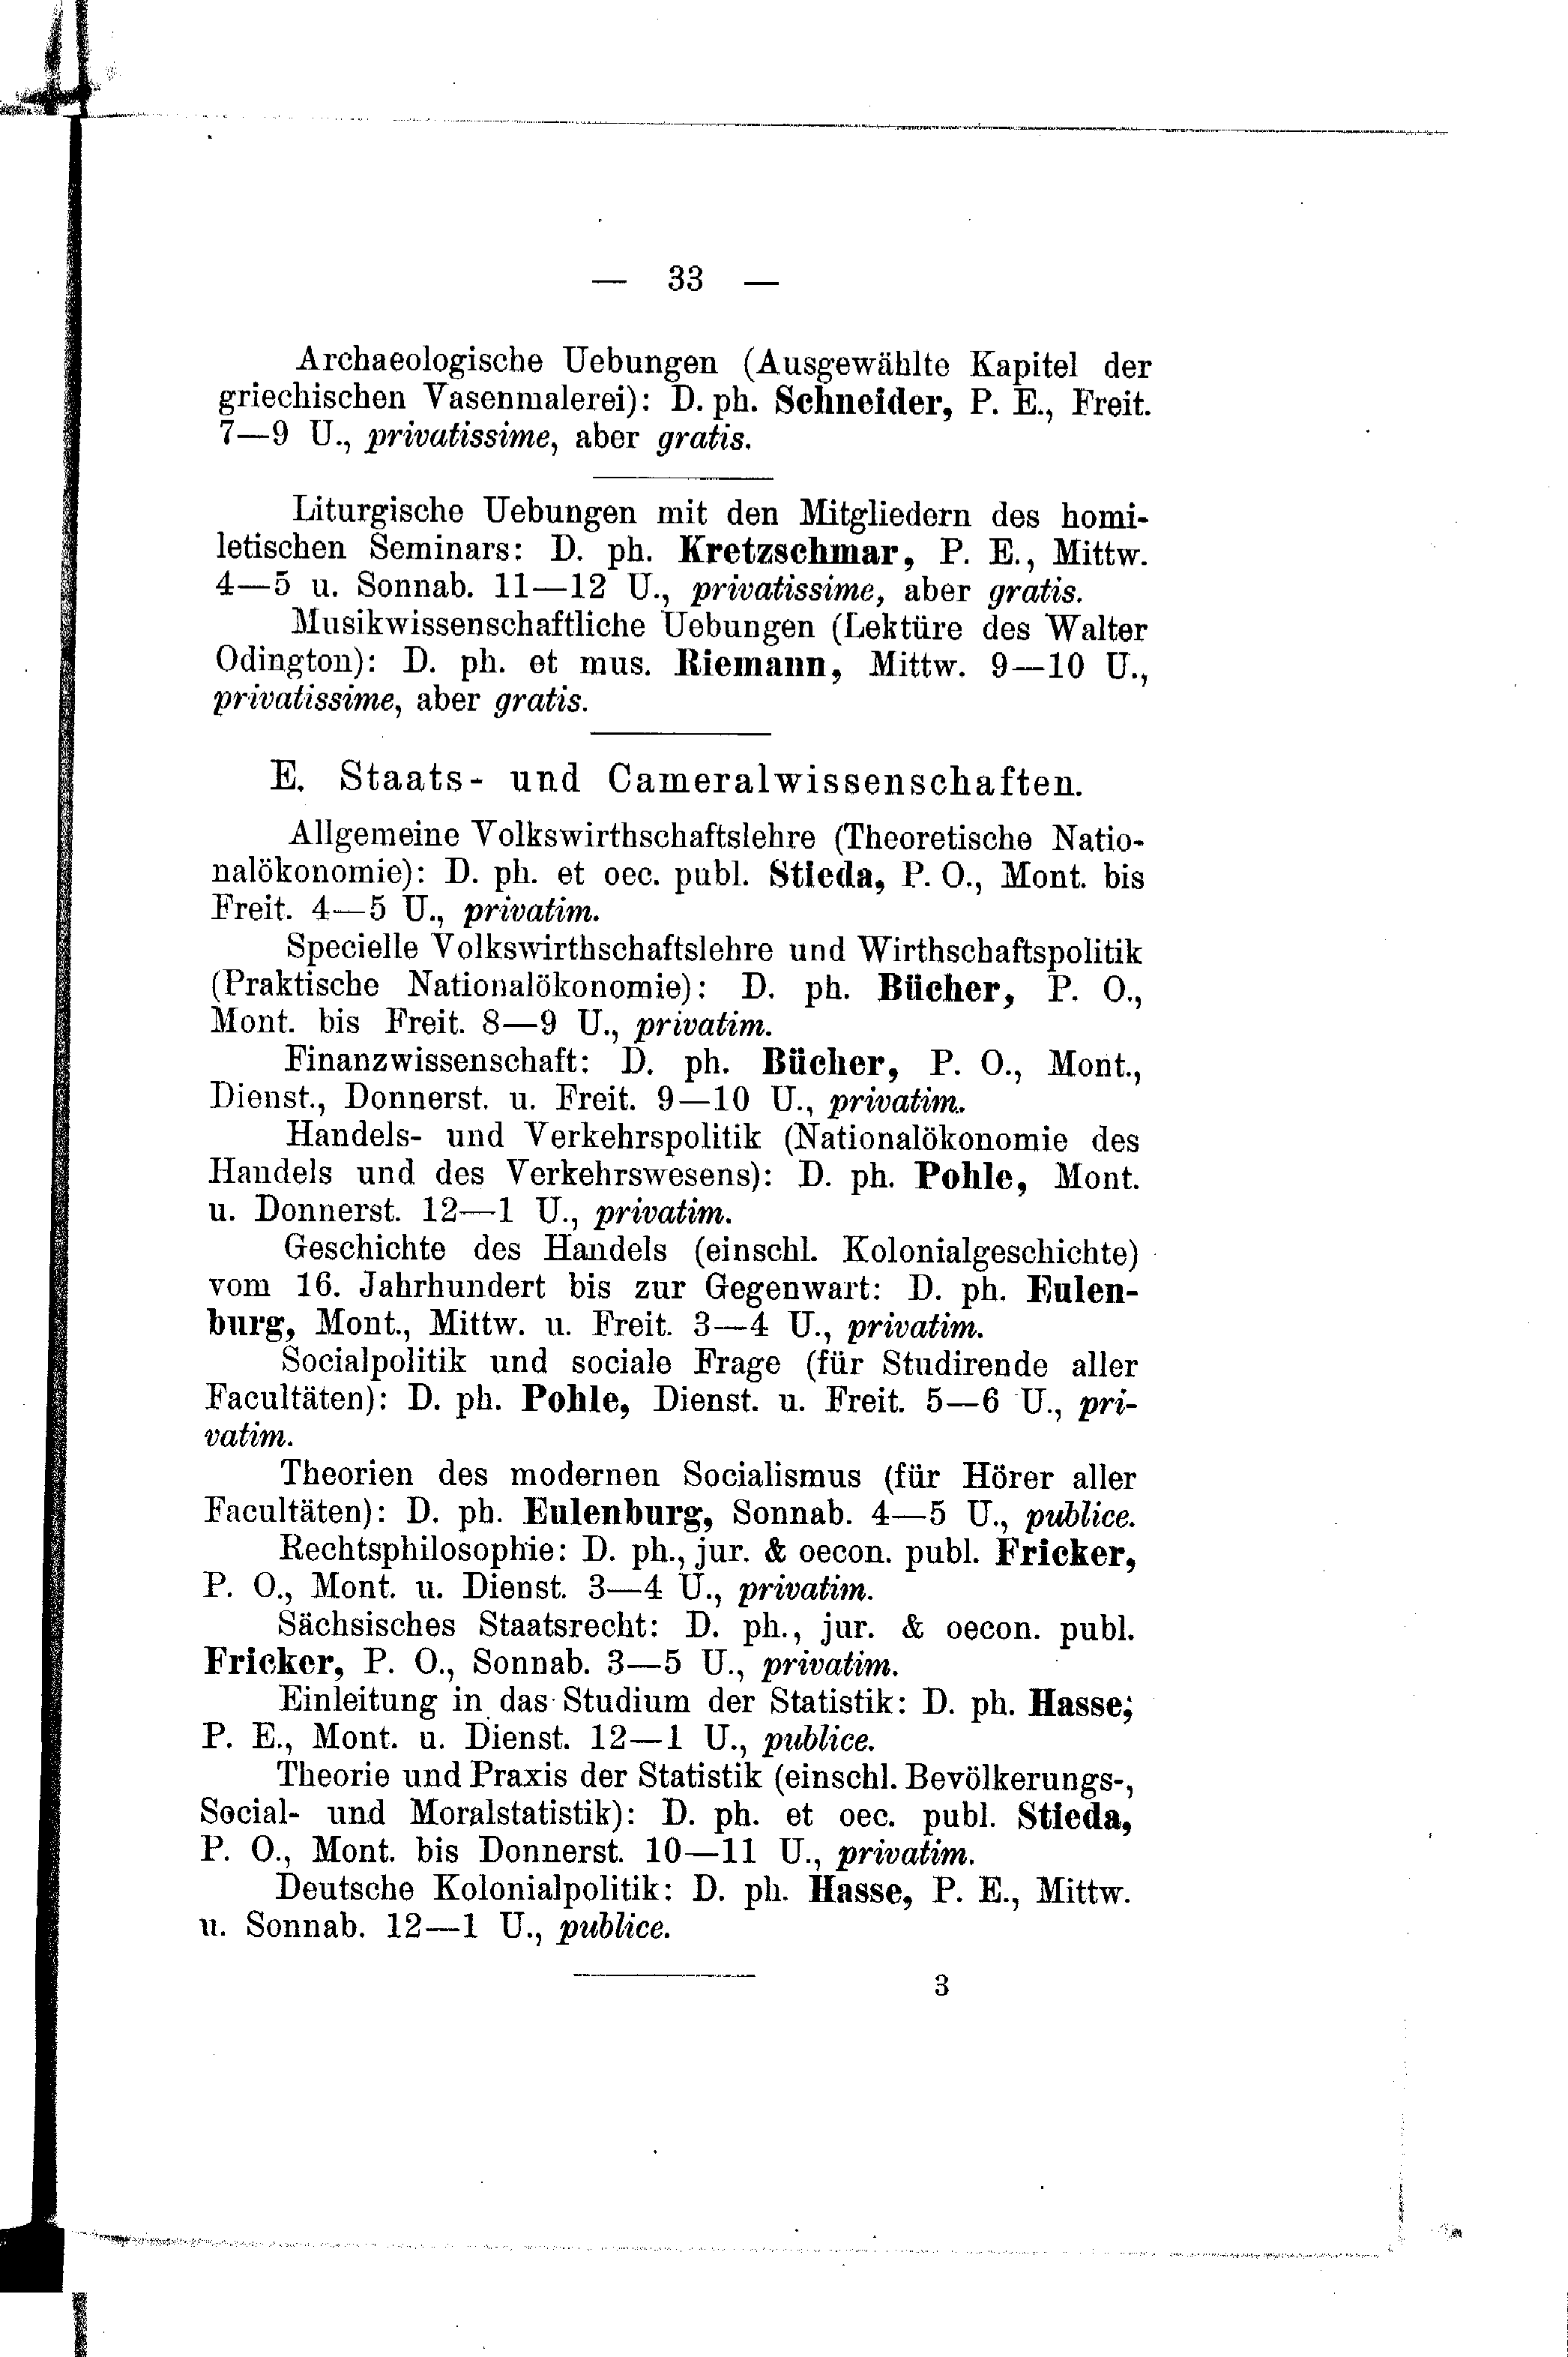 — 33 —
Archaeologische Uebungen (Ausgewählte Kapitel der
griechischen Vasenmalerei): D. ph. Schneider, P. E., Freit.
7—9 U., privatissime, aber gratis.
Liturgische Uebungen mit den Mitgliedern des homi-
letischen Seminars: D. ph. Kretzschmar, P. E., Mittw.
4—5 u. Sonnab. 11—12 U., privatissime, aber gratis.
Musikwissenschaftliche Uebungen (Lektüre des Walter
Odington): D. ph. et mus. Riemann, Mittw. 9—10 U.,
privatissime, aber gratis.
E. Staats- und Cameralwissenschaften.
Allgemeine Volkswirthschaftslehre (Theoretische Natio-
nalökonomie): D. ph. et oec. publ. Stieda, P. O., Mont. bis
Freit. 4—5 U., privatim.
Specielle Volkswirthschaftslehre und Wirthschaftspolitik
(Praktische Nationalökonomie): D. ph. Bücher, P. O.,
Mont. bis Freit. 8—9 U., privatim.
Finanzwissenschaft: D. ph. Bücher, P. O., Mont.,
Dienst., Donnerst. u. Freit. 9—10 U., privatim.
Handels- und Verkehrspolitik (Nationalökonomie des
Handels und des Verkehrswesens): D. ph. Pohle, Mont.
u. Donnerst. 12—1 U., privatim.
Geschichte des Handels (einschl. Kolonialgeschichte)
vom 16. Jahrhundert bis zur Gegenwart: D. ph. Eulen-
burg, Mont., Mittw. u. Freit. 3—4 U., privatim.
Socialpolitik und sociale Frage (für Studirende aller
Facultäten): D. ph. Pohle, Dienst. u. Freit. 5—6 U., pri-
vatim.
Theorien des modernen Socialismus (für Hörer aller
Facultäten): D. ph. Eulenburg, Sonnab. 4—5 U., publice.
Rechtsphilosophie: D. ph., jur. & oecon. publ. Fricker,
P. O., Mont. u. Dienst. 3—4 U., privatim.
Sächsisches Staatsrecht: D. ph., jur. & oecon. publ.
Fricker, P. O., Sonnab. 3—5 U., privatim.
Einleitung in das Studium der Statistik: D. ph. Hasse,
P. E., Mont. u. Dienst. 12—1 U., publice.
Theorie und Praxis der Statistik (einschl. Bevölkerungs-,
Social- und Moralstatistik): D. ph. et oec. publ. Stieda,
P. O., Mont. bis Donnerst. 10—11 U., privatim.
Deutsche Kolonialpolitik: D. ph. Hasse, P. E., Mittw.
u. Sonnab. 12—1 U., publice.
3